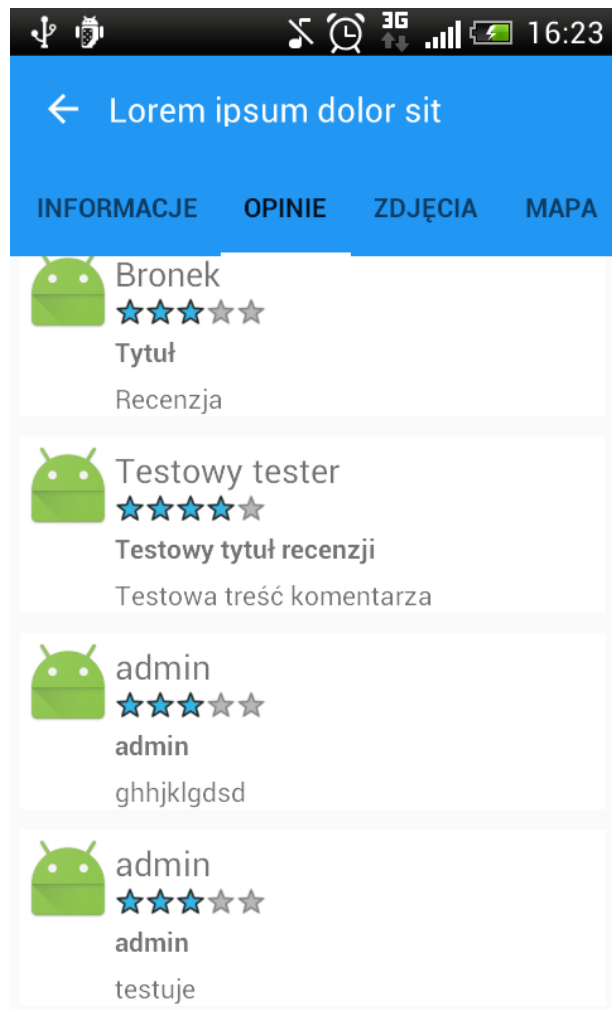 3G
16:23
Lorem ipsum dolor sit
INFORMACJE OPINIE ZDJĘCIA MAPA
Bronek
Tytuł
Recenzja
Testowy tester
Testowy tytuł recenzji
Testowa treść komentarza
admin
admin
ghhjklgdsd
admin
admin
testuje